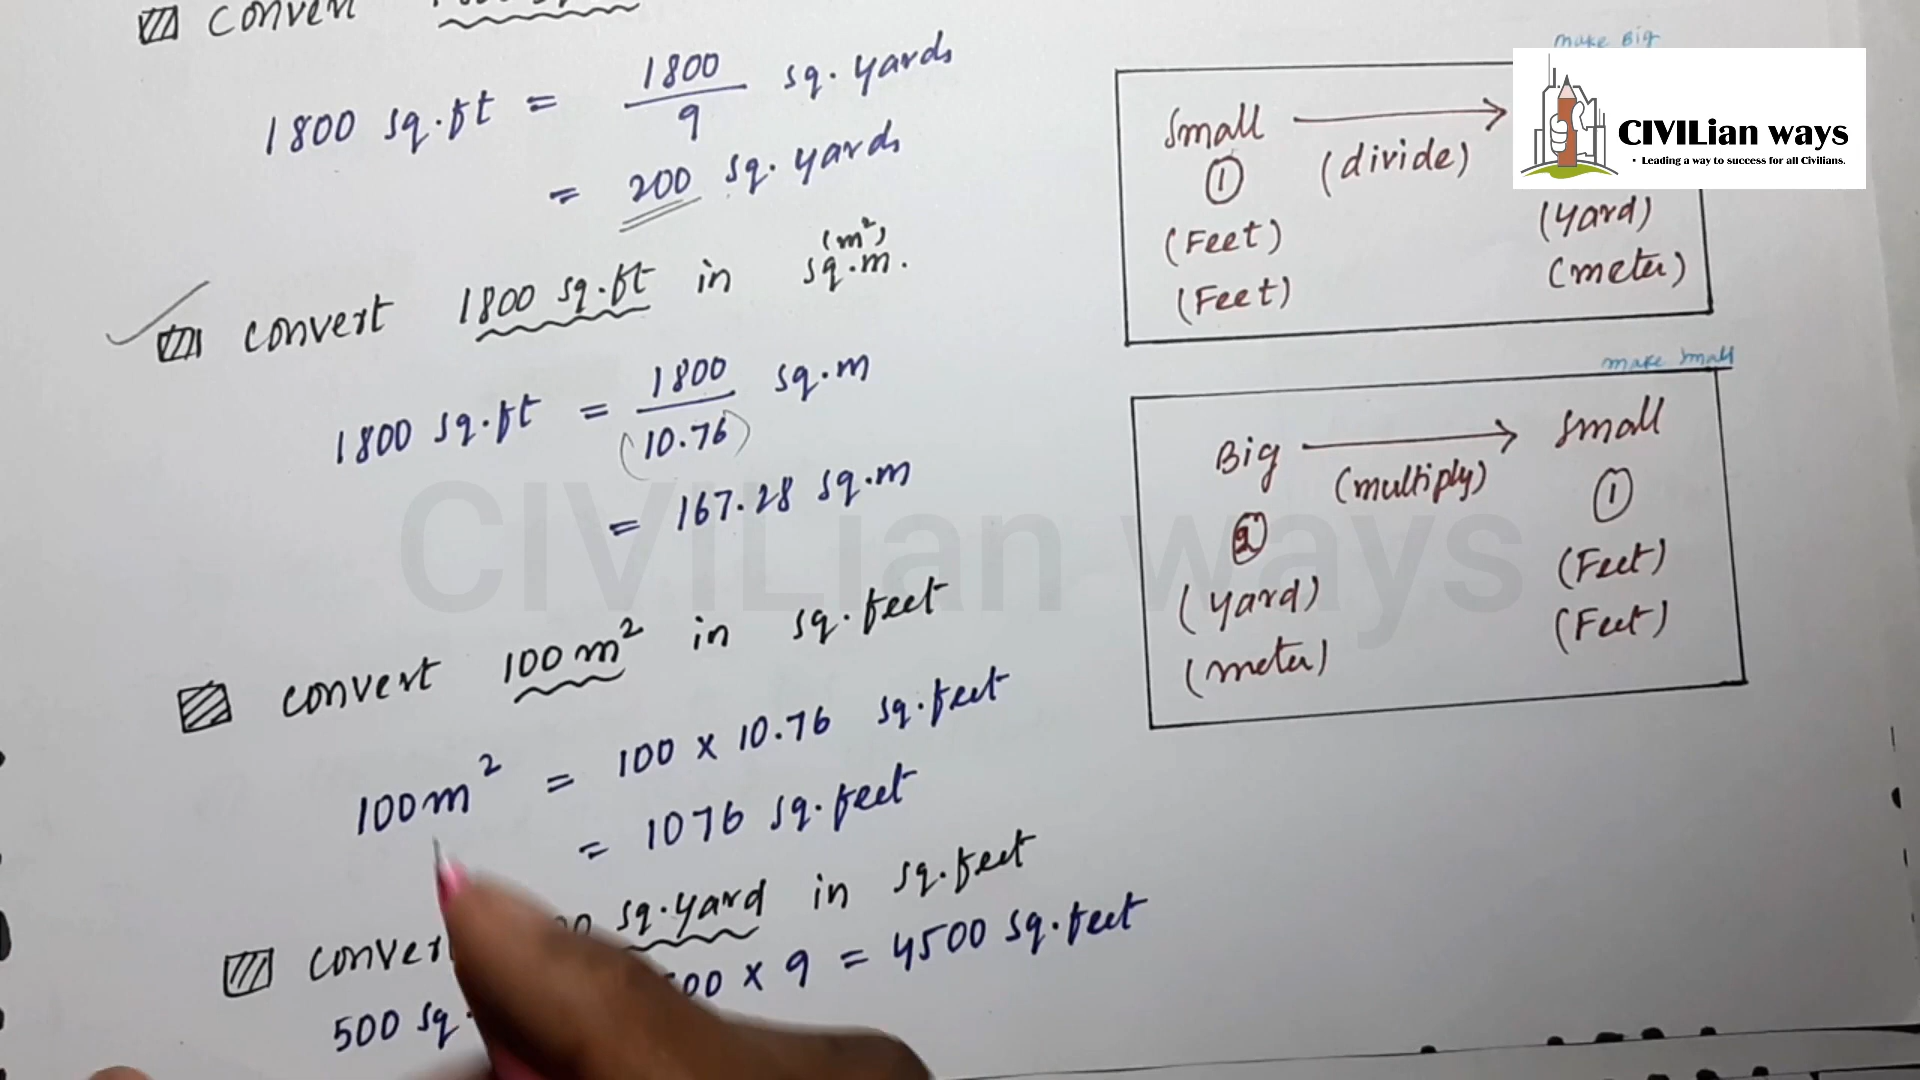 convert
1800 sq.ft = 1800/9 sq.yards
= 200 sq.yards
convert 1800 sq.ft in sq.m. (m²)
1800 sq.ft = 1800/(10.76) sq.m
= 167.28 sq.m
convert 100m² in sq.feet
100m² = 100 x 10.76 sq.feet
= 1076 sq.feet
sq.yard in sq.feet
500 sq. x 9 = 4500 sq.feet
make Big
small → (divide)
1
(Feet) (yard)
(Feet) (meter)
make small
Big → small
(multiply)
2 1
(yard) (Feet)
(meter) (Feet)
CIVILian ways
• Leading a way to success for all Civilians.
CIVILian ways